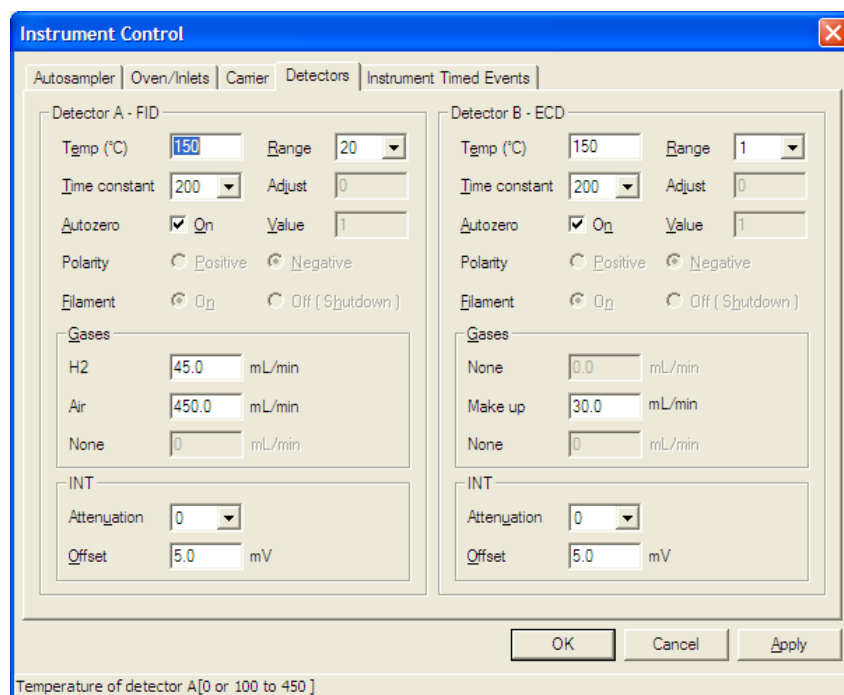 Instrument Control
Autosampler Oven/Inlets Carrier Detectors Instrument Timed Events
Detector A - FID
Temp (°C) 150 Range 20
Time constant 200 Adjust 0
Autozero On Value 1
Polarity Positive Negative
Filament On Off ( Shutdown )
Gases
H2 45.0 mL/min
Air 450.0 mL/min
None 0 mL/min
INT
Attenuation 0
Offset 5.0 mV
Detector B - ECD
Temp (°C) 150 Range 1
Time constant 200 Adjust 0
Autozero On Value 1
Polarity Positive Negative
Filament On Off ( Shutdown )
Gases
None 0.0 mL/min
Make up 30.0 mL/min
None 0 mL/min
INT
Attenuation 0
Offset 5.0 mV
OK Cancel Apply
Temperature of detector A[0 or 100 to 450 ]